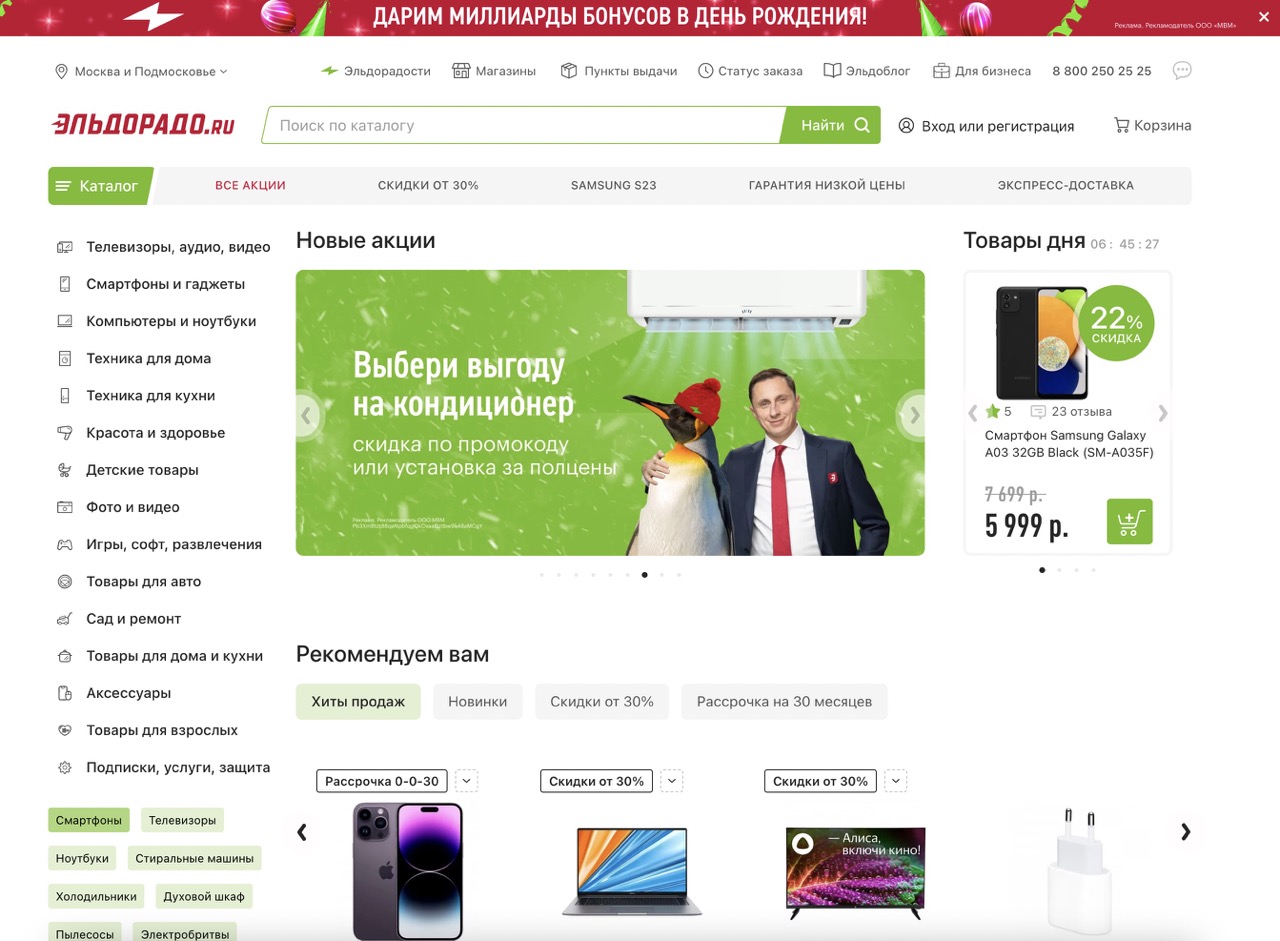 ДАРИМ МИЛЛИАРДЫ БОНУСОВ В ДЕНЬ РОЖДЕНИЯ!
Реклама. Рекламодатель ООО «МВМ»
Москва и Подмосковье
Эльдорадости
Магазины
Пункты выдачи
Статус заказа
Эльдоблог
Для бизнеса
8 800 250 25 25
ЭЛЬДОРАДО.RU
Поиск по каталогу
Найти
Вход или регистрация
Корзина
Каталог
ВСЕ АКЦИИ
СКИДКИ ОТ 30%
SAMSUNG S23
ГАРАНТИЯ НИЗКОЙ ЦЕНЫ
ЭКСПРЕСС-ДОСТАВКА
Телевизоры, аудио, видео
Смартфоны и гаджеты
Компьютеры и ноутбуки
Техника для дома
Техника для кухни
Красота и здоровье
Детские товары
Фото и видео
Игры, софт, развлечения
Товары для авто
Сад и ремонт
Товары для дома и кухни
Аксессуары
Товары для взрослых
Подписки, услуги, защита
Смартфоны
Телевизоры
Ноутбуки
Стиральные машины
Холодильники
Духовой шкаф
Пылесосы
Электробритвы
Новые акции
Выбери выгоду
на кондиционер
скидка по промокоду
или установка за полцены
Реклама. Рекламодатель ООО МВМ
Товары дня 06 : 45 : 27
22%
СКИДКА
5
23 отзыва
Смартфон Samsung Galaxy
A03 32GB Black (SM-A035F)
7 699 р.
5 999 р.
Рекомендуем вам
Хиты продаж
Новинки
Скидки от 30%
Рассрочка на 30 месяцев
Рассрочка 0-0-30
Скидки от 30%
Скидки от 30%
— Алиса,
включи кино!